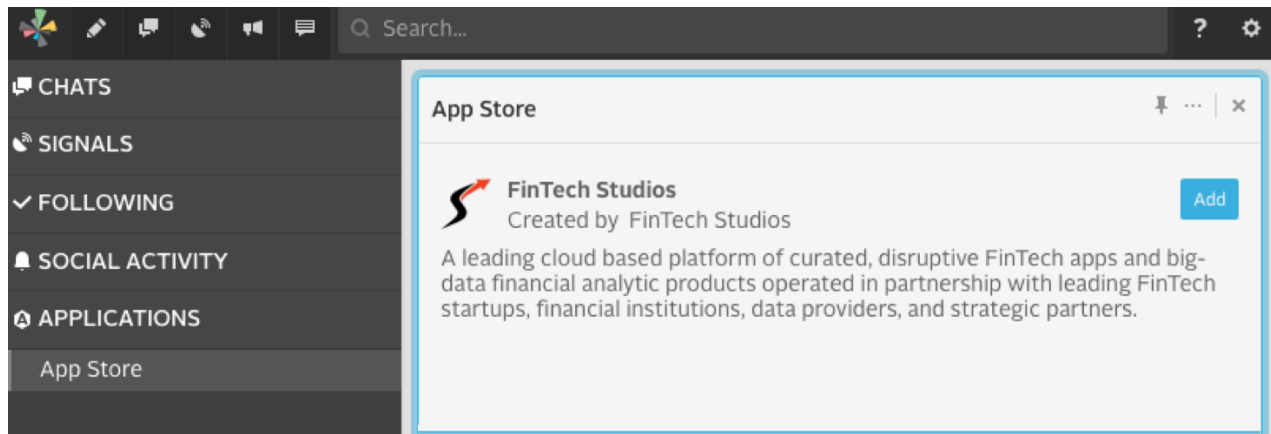 Search...
?
CHATS
SIGNALS
FOLLOWING
SOCIAL ACTIVITY
APPLICATIONS
App Store
App Store
FinTech Studios
Created by FinTech Studios
Add
A leading cloud based platform of curated, disruptive FinTech apps and big-
data financial analytic products operated in partnership with leading FinTech
startups, financial institutions, data providers, and strategic partners.